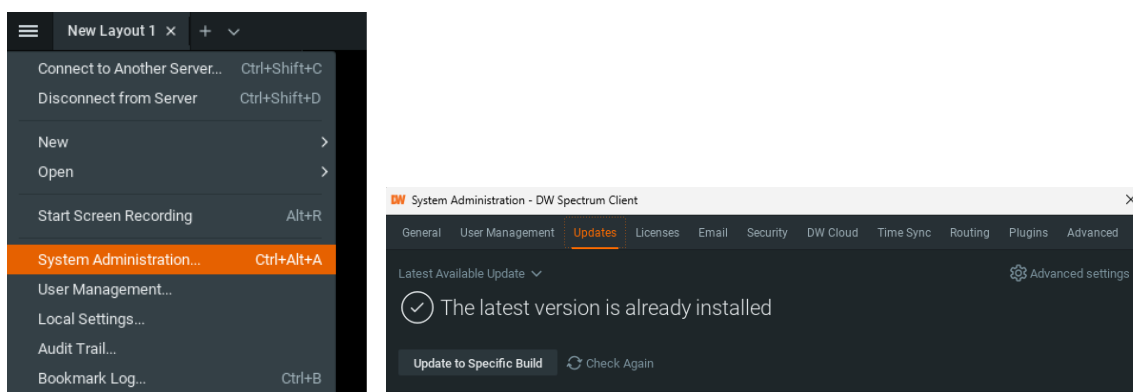 New Layout 1
Connect to Another Server... Ctrl+Shift+C
Disconnect from Server Ctrl+Shift+D
New
Open
Start Screen Recording Alt+R
System Administration... Ctrl+Alt+A
User Management...
Local Settings...
Audit Trail...
Bookmark Log... Ctrl+B
DW System Administration - DW Spectrum Client
General User Management Updates Licenses Email Security DW Cloud Time Sync Routing Plugins Advanced
Latest Available Update Advanced settings
The latest version is already installed
Update to Specific Build Check Again